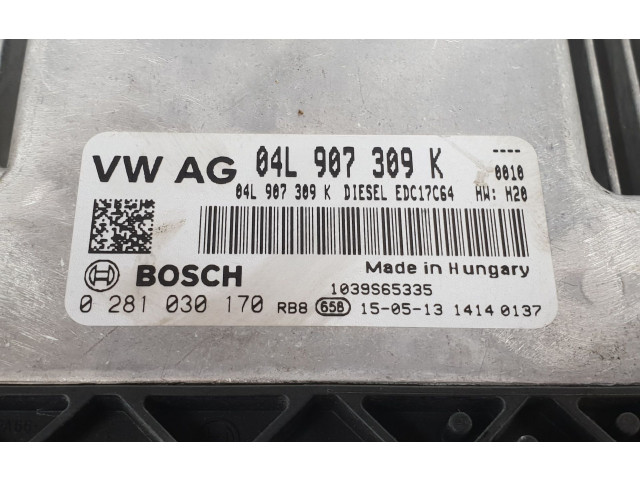 VW AG 04L 907 309 K ----
0010
04L 907 309 K DIESEL EDC17C64 HW: H20
BOSCH Made in Hungary
1039S65335
0 281 030 170 RB8 658 15-05-13 1414 0137